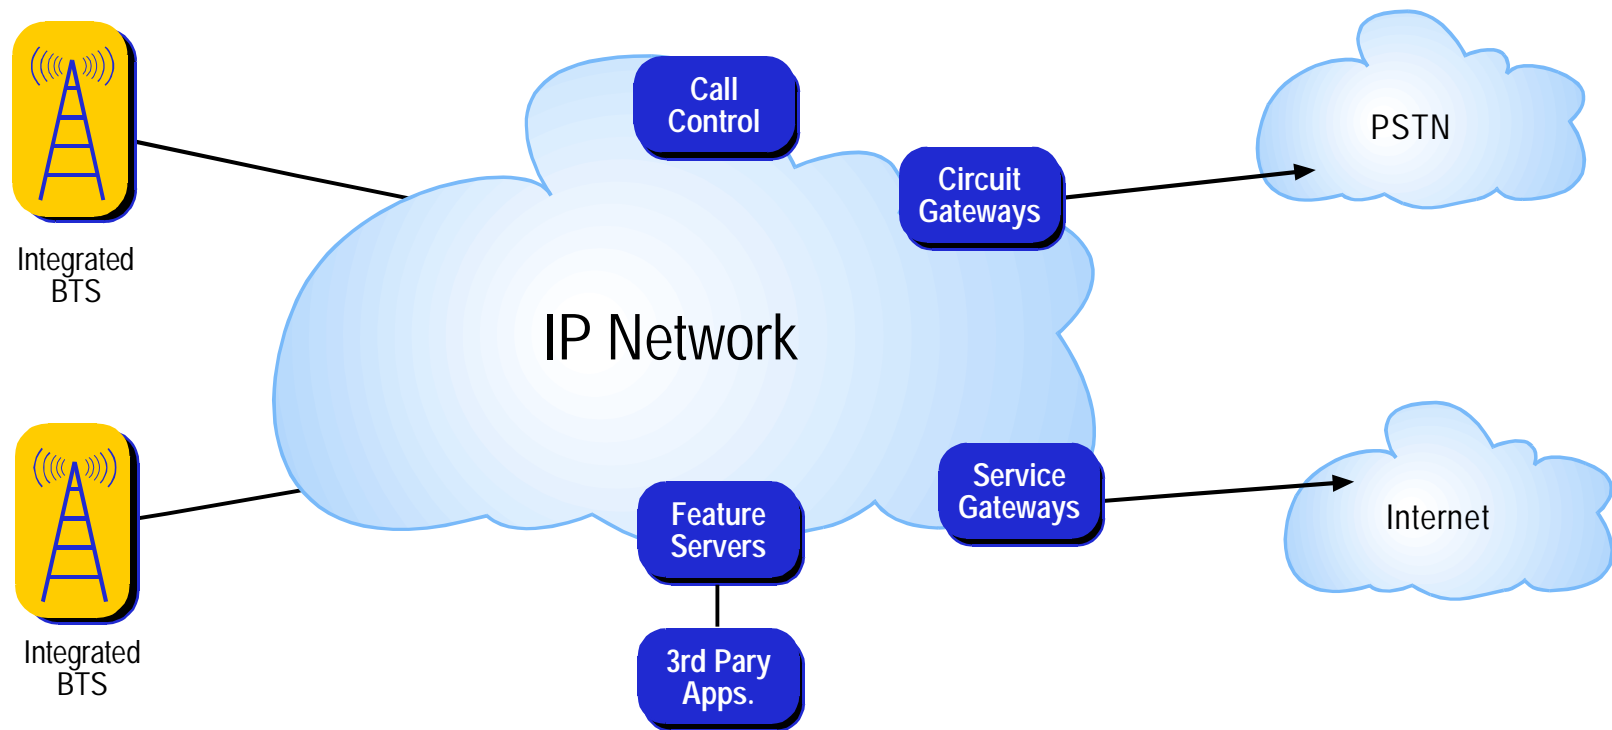 Call
Control
PSTN
Circuit
Gateways
Integrated
BTS
IP Network
Service
Gateways
Internet
Feature
Servers
Integrated
BTS
3rd Pary
Apps.